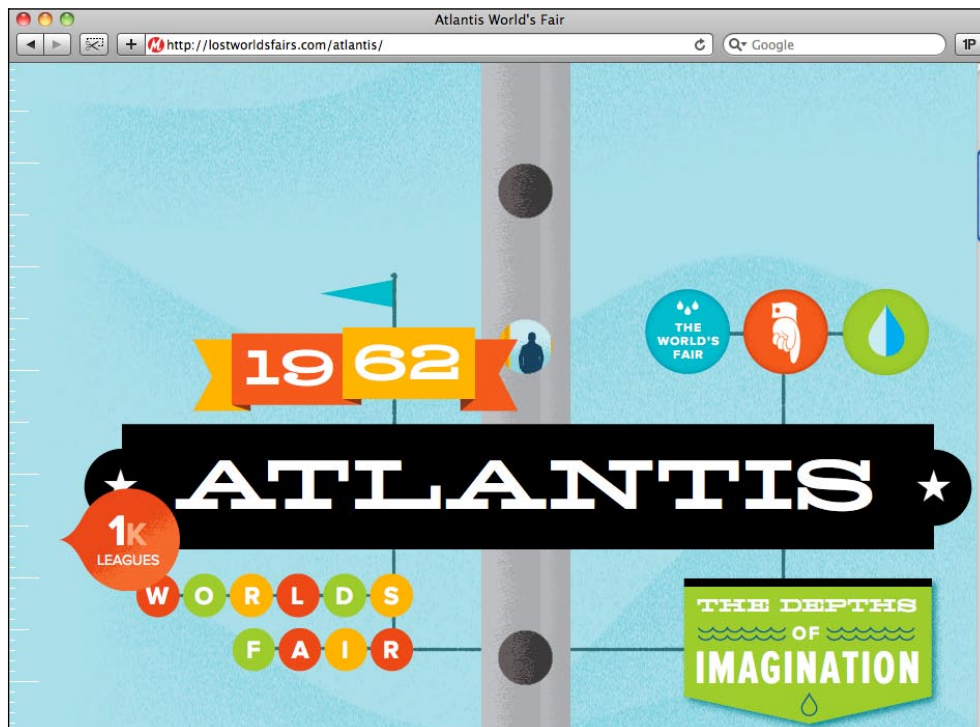 Atlantis World's Fair
http://lostworldsfairs.com/atlantis/
Google
1P
1962
THE
WORLD'S
FAIR
ATLANTIS
1K
LEAGUES
WORLDS
FAIR
THE DEPTHS
OF
IMAGINATION